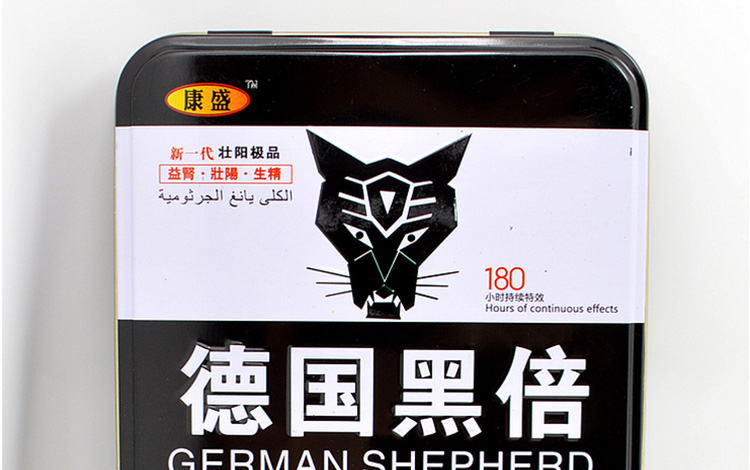 康盛 TM
新一代 壮阳极品
益腎·壯陽·生精
الكلى يانغ الجرثومية
180
小时持续特效
Hours of continuous effects
德国黑倍
GERMAN SHEPHERD